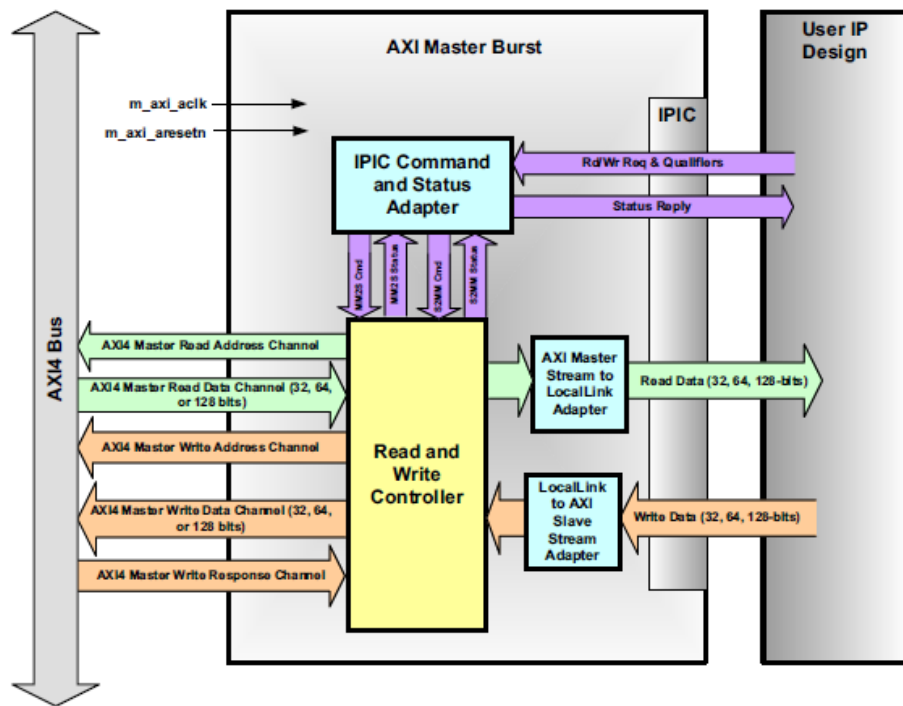 AXI Master Burst
User IP
Design
m_axi_aclk
m_axi_aresetn
IPIC
IPIC Command
and Status
Adapter
Rd/Wr Req & Qualifiers
Status Reply
MM2S Cmd
MM2S Status
S2MM Cmd
S2MM Status
AXI4 Bus
AXI4 Master Read Address Channel
AXI4 Master Read Data Channel (32, 64,
or 128 bits)
AXI4 Master Write Address Channel
AXI4 Master Write Data Channel (32, 64,
or 128 bits)
AXI4 Master Write Response Channel
Read and
Write
Controller
AXI Master
Stream to
LocalLink
Adapter
Read Data (32, 64, 128-bits)
LocalLink
to AXI
Slave
Stream
Adapter
Write Data (32, 64, 128-bits)